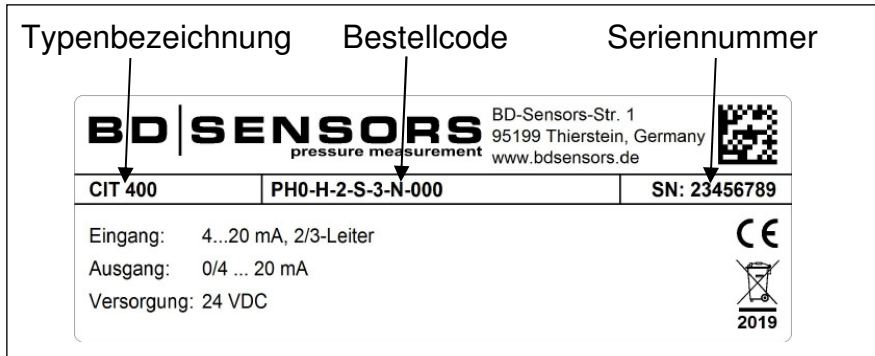 Typenbezeichnung Bestellcode Seriennummer
BD|SENSORS
pressure measurement
BD-Sensors-Str. 1
95199 Thierstein, Germany
www.bdsensors.de
CIT 400 PH0-H-2-S-3-N-000 SN: 23456789
Eingang: 4...20 mA, 2/3-Leiter
Ausgang: 0/4 ... 20 mA
Versorgung: 24 VDC
CE
2019